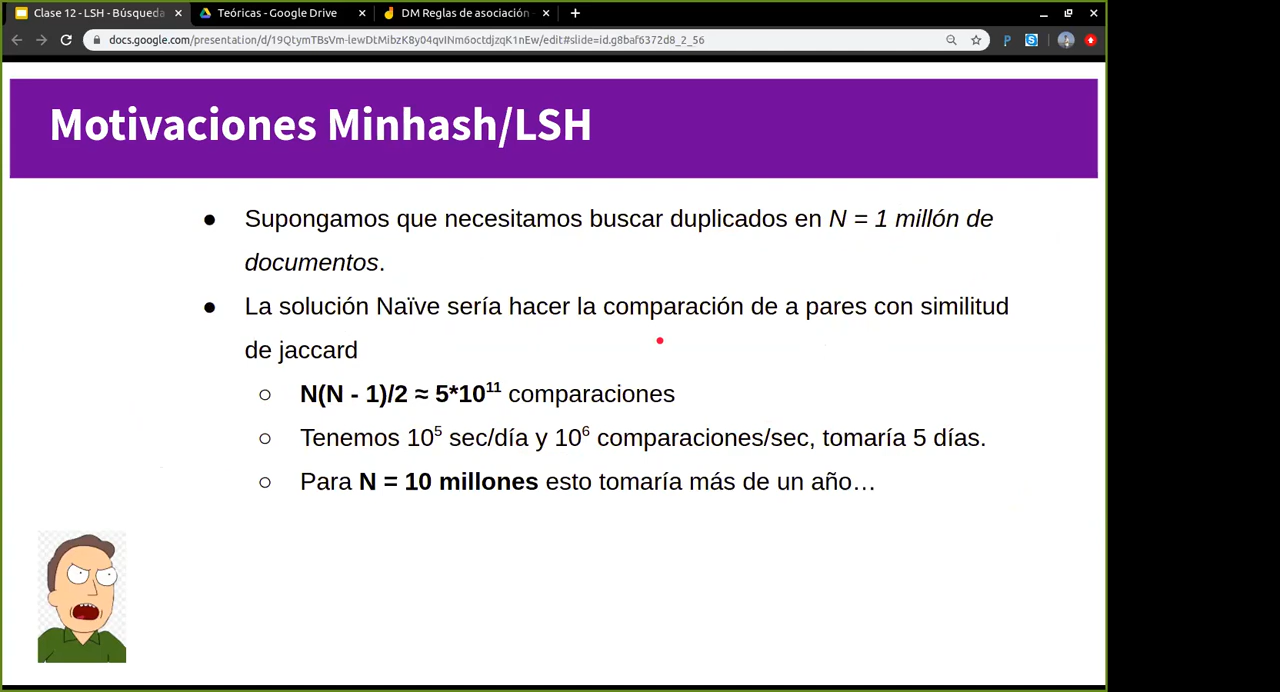 Clase 12 - LSH - Búsqueda
Teóricas - Google Drive
DM Reglas de asociación
docs.google.com/presentation/d/19QtymTBsVm-lewDtMibzK8y04qvINm6octdjzqK1nEw/edit#slide=id.g8baf6372d8_2_56
Motivaciones Minhash/LSH
● Supongamos que necesitamos buscar duplicados en N = 1 millón de
documentos.
● La solución Naïve sería hacer la comparación de a pares con similitud
de jaccard
○ N(N - 1)/2 ≈ 5*10¹¹ comparaciones
○ Tenemos 10⁵ sec/día y 10⁶ comparaciones/sec, tomaría 5 días.
○ Para N = 10 millones esto tomaría más de un año…